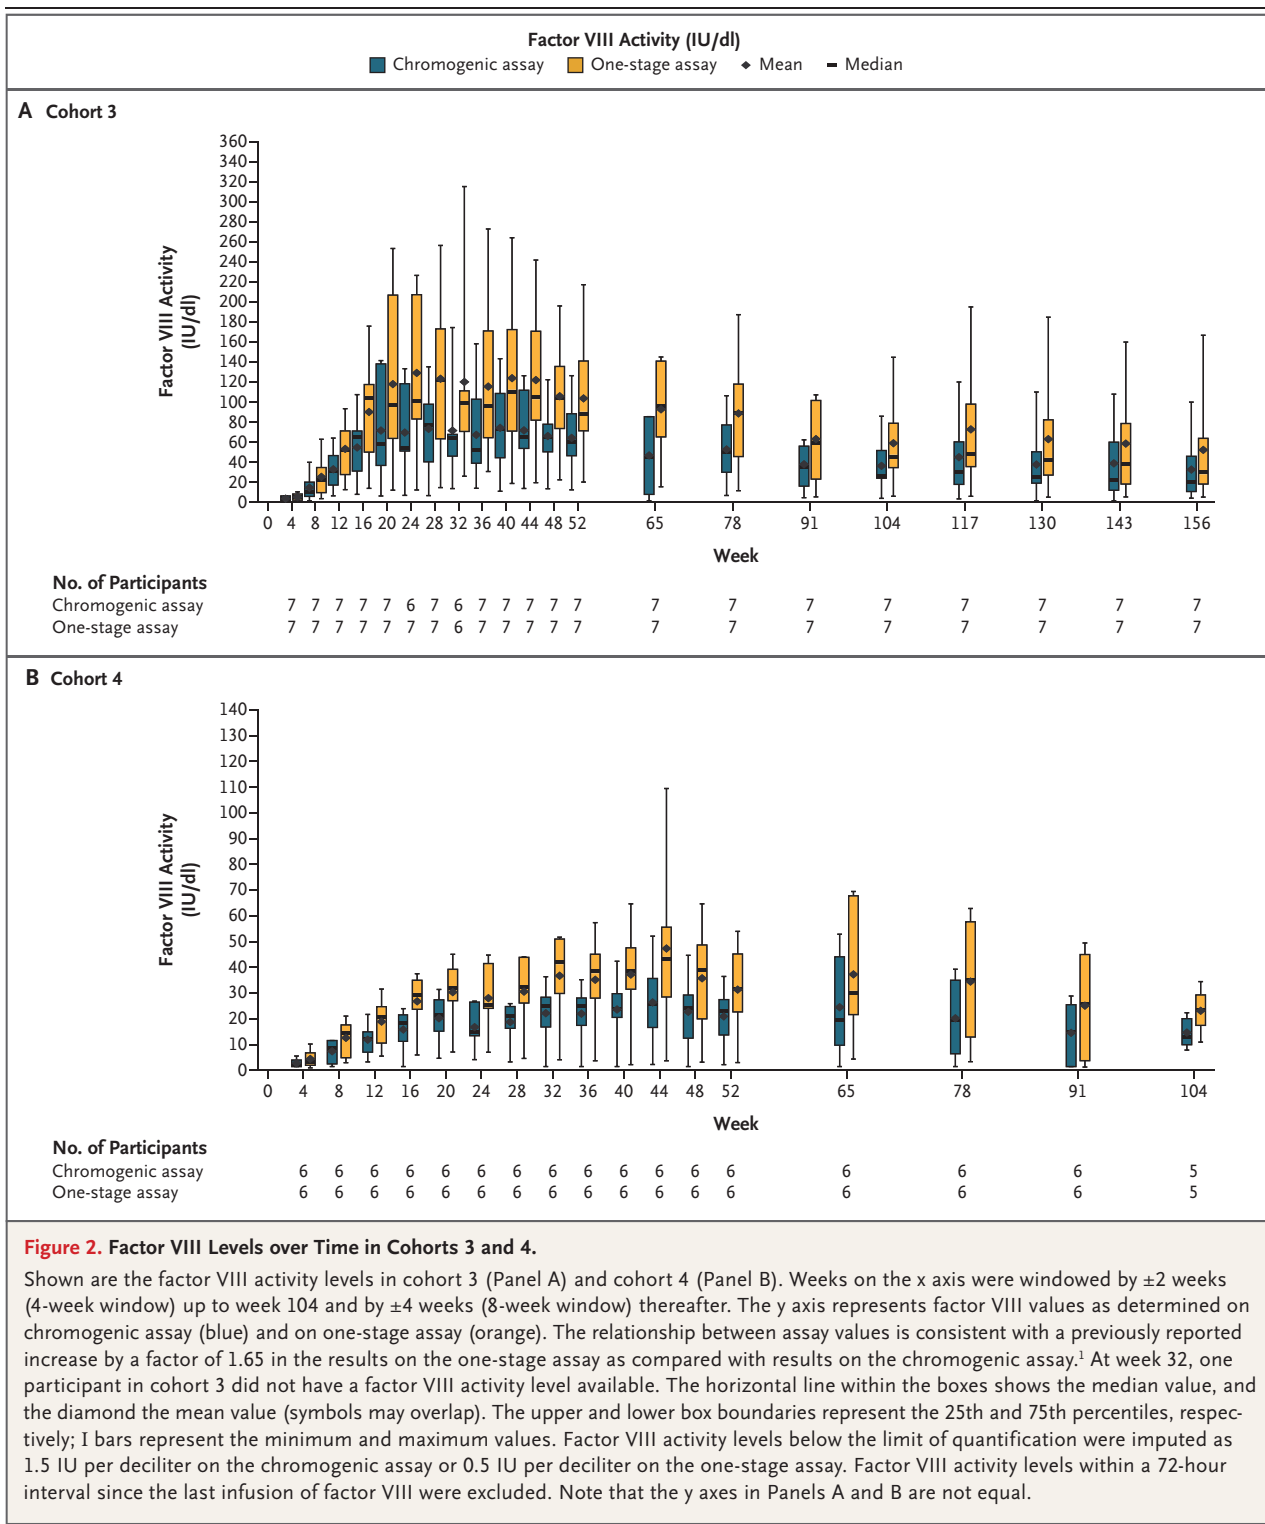 Factor VIII Activity (IU/dl)
Chromogenic assay One-stage assay Mean Median
A Cohort 3
360
340
320
300
280
260
240
220
200
180
160
140
120
100
80
60
40
20
0
Factor VIII Activity
(IU/dl)
0 4 8 12 16 20 24 28 32 36 40 44 48 52 65 78 91 104 117 130 143 156
Week
No. of Participants
Chromogenic assay 7 7 7 7 7 6 7 6 7 7 7 7 7 7 7 7 7 7 7 7 7
One-stage assay 7 7 7 7 7 7 7 6 7 7 7 7 7 7 7 7 7 7 7 7 7
B Cohort 4
140
130
120
110
100
90
80
70
60
50
40
30
20
10
0
Factor VIII Activity
(IU/dl)
0 4 8 12 16 20 24 28 32 36 40 44 48 52 65 78 91 104
Week
No. of Participants
Chromogenic assay 6 6 6 6 6 6 6 6 6 6 6 6 6 6 6 6 5
One-stage assay 6 6 6 6 6 6 6 6 6 6 6 6 6 6 6 6 5
Figure 2. Factor VIII Levels over Time in Cohorts 3 and 4.
Shown are the factor VIII activity levels in cohort 3 (Panel A) and cohort 4 (Panel B). Weeks on the x axis were windowed by ±2 weeks
(4-week window) up to week 104 and by ±4 weeks (8-week window) thereafter. The y axis represents factor VIII values as determined on
chromogenic assay (blue) and on one-stage assay (orange). The relationship between assay values is consistent with a previously reported
increase by a factor of 1.65 in the results on the one-stage assay as compared with results on the chromogenic assay.¹ At week 32, one
participant in cohort 3 did not have a factor VIII activity level available. The horizontal line within the boxes shows the median value, and
the diamond the mean value (symbols may overlap). The upper and lower box boundaries represent the 25th and 75th percentiles, respec-
tively; I bars represent the minimum and maximum values. Factor VIII activity levels below the limit of quantification were imputed as
1.5 IU per deciliter on the chromogenic assay or 0.5 IU per deciliter on the one-stage assay. Factor VIII activity levels within a 72-hour
interval since the last infusion of factor VIII were excluded. Note that the y axes in Panels A and B are not equal.